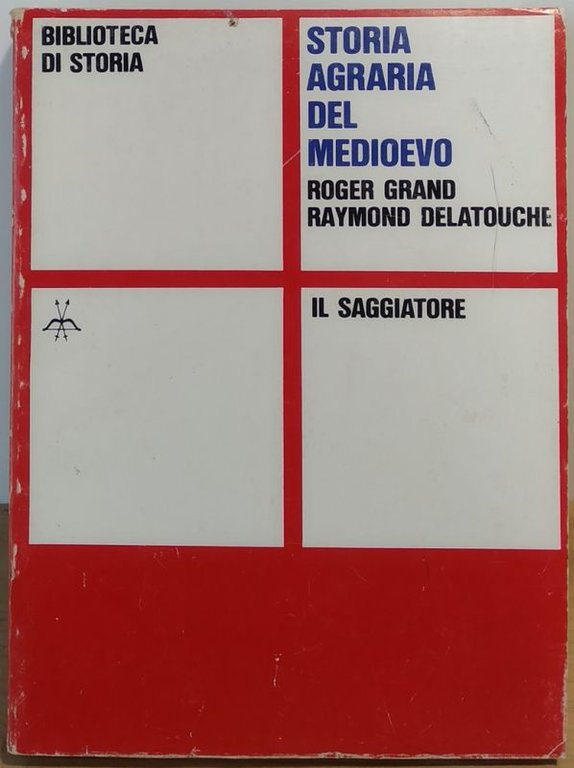 BIBLIOTECA
DI STORIA
STORIA
AGRARIA
DEL
MEDIOEVO
ROGER GRAND
RAYMOND DELATOUCHE
IL SAGGIATORE